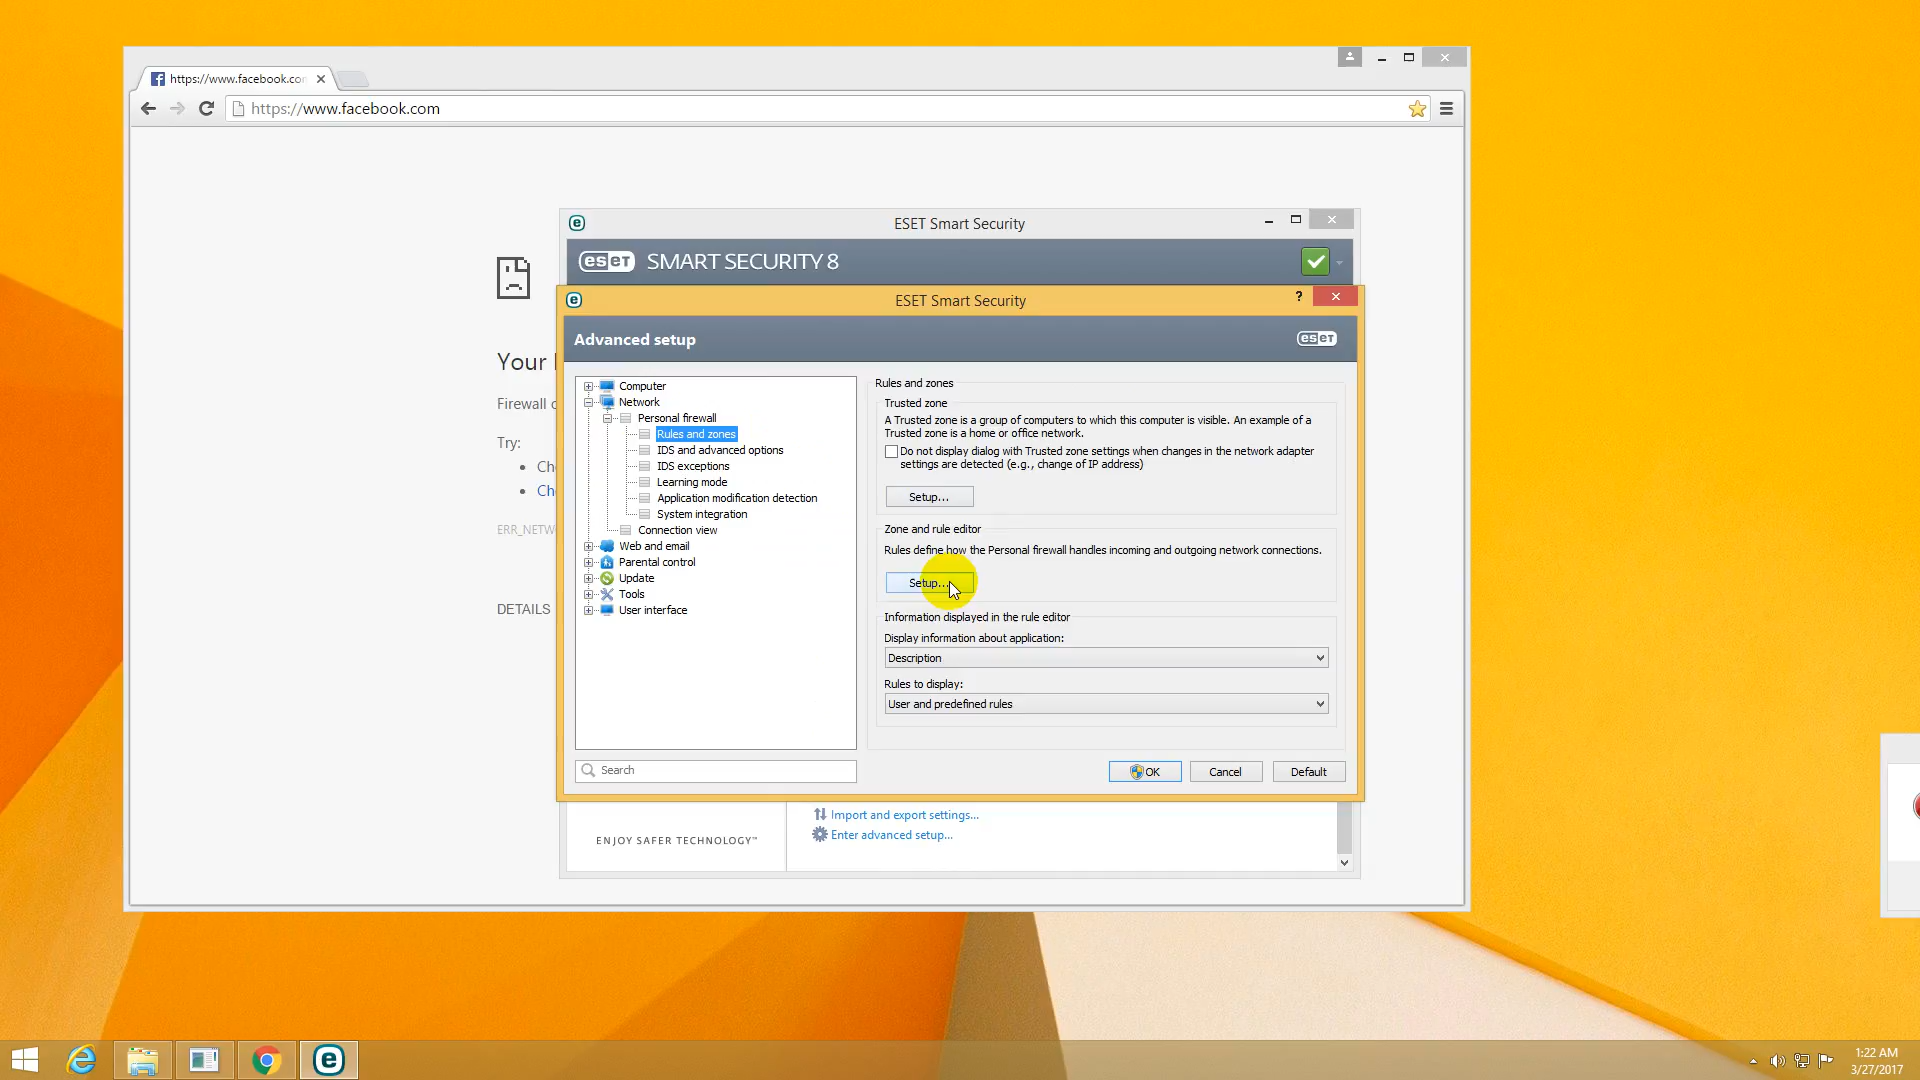 https://www.facebook.com
https://www.facebook.com
ESET Smart Security
eseT SMART SECURITY 8
ESET Smart Security
?
Advanced setup
eseT
Your
Firewall
Try:
ERR_NETW
DETAILS
Computer
Network
Personal firewall
Rules and zones
IDS and advanced options
IDS exceptions
Learning mode
Application modification detection
System integration
Connection view
Web and email
Parental control
Update
Tools
User interface
Search
Rules and zones
Trusted zone
A Trusted zone is a group of computers to which this computer is visible. An example of a
Trusted zone is a home or office network.
Do not display dialog with Trusted zone settings when changes in the network adapter
settings are detected (e.g., change of IP address)
Setup...
Zone and rule editor
Rules define how the Personal firewall handles incoming and outgoing network connections.
Setup...
Information displayed in the rule editor
Display information about application:
Description
Rules to display:
User and predefined rules
OK
Cancel
Default
ENJOY SAFER TECHNOLOGY™
Import and export settings...
Enter advanced setup...
1:22 AM
3/27/2017